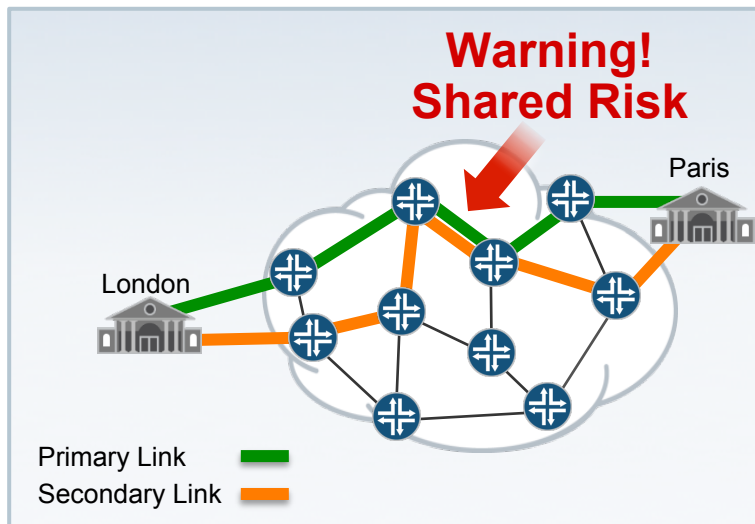 Warning!
Shared Risk
Paris
London
Primary Link
Secondary Link